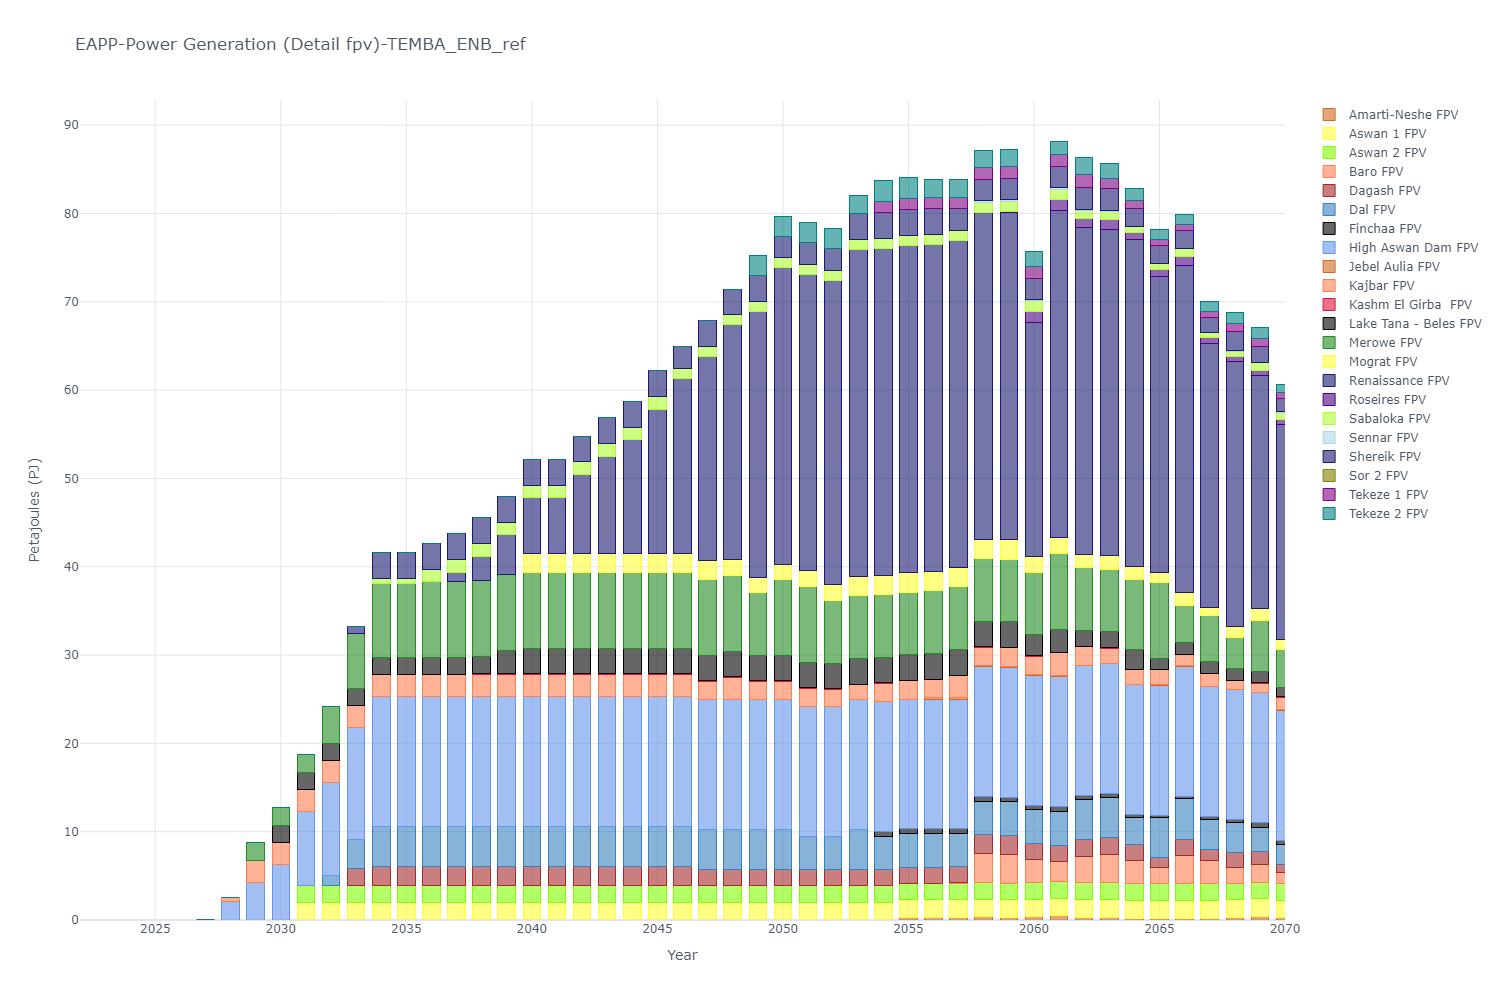 EAPP-Power Generation (Detail fpv)-TEMBA_ENB_ref
Petajoules (PJ)
90
80
70
60
50
40
30
20
10
0
2025
2030
2035
2040
2045
2050
2055
2060
2065
2070
Year
Amarti-Neshe FPV
Aswan 1 FPV
Aswan 2 FPV
Baro FPV
Dagash FPV
Dal FPV
Finchaa FPV
High Aswan Dam FPV
Jebel Aulia FPV
Kajbar FPV
Kashm El Girba  FPV
Lake Tana - Beles FPV
Merowe FPV
Mograt FPV
Renaissance FPV
Roseires FPV
Sabaloka FPV
Sennar FPV
Shereik FPV
Sor 2 FPV
Tekeze 1 FPV
Tekeze 2 FPV